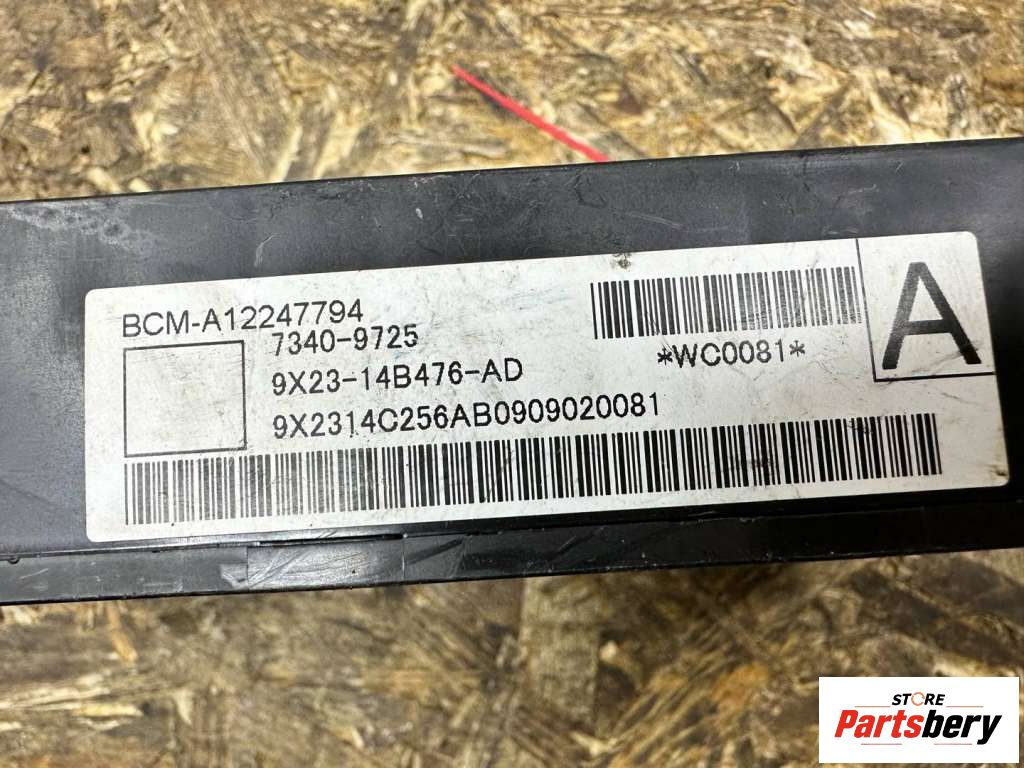 BCM-A12247794
7340-9725
9X23-14B476-AD
9X2314C256AB0909020081
*WC0081*
A
STORE
Partsbery